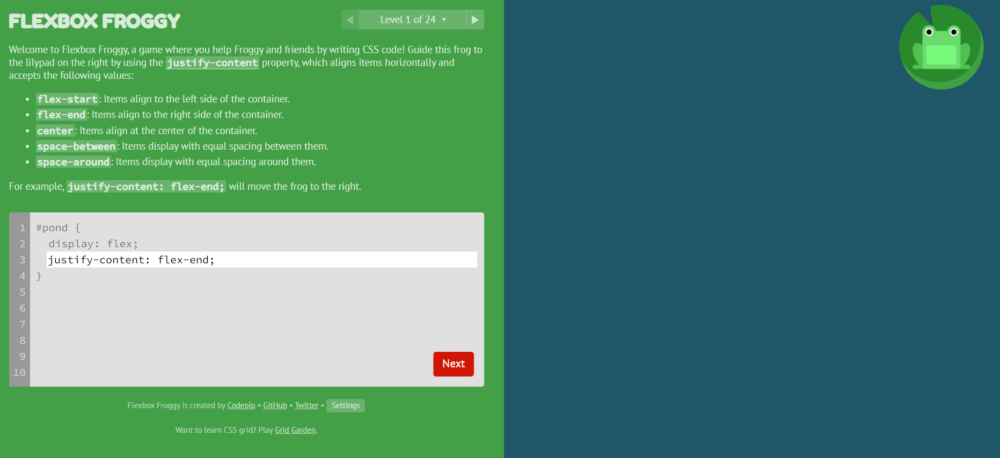 FLEXBOX FROGGY
Level 1 of 24
Welcome to Flexbox Froggy, a game where you help Froggy and friends by writing CSS code! Guide this frog to
the lilypad on the right by using the justify-content property, which aligns items horizontally and
accepts the following values:
• flex-start: Items align to the left side of the container.
• flex-end: Items align to the right side of the container.
• center: Items align at the center of the container.
• space-between: Items display with equal spacing between them.
• space-around: Items display with equal spacing around them.
For example, justify-content: flex-end; will move the frog to the right.
1 #pond {
2 display: flex;
3 justify-content: flex-end;
4 }
5
6
7
8
9
10
Next
Flexbox Froggy is created by Codepip • GitHub • Twitter • Settings
Want to learn CSS grid? Play Grid Garden.